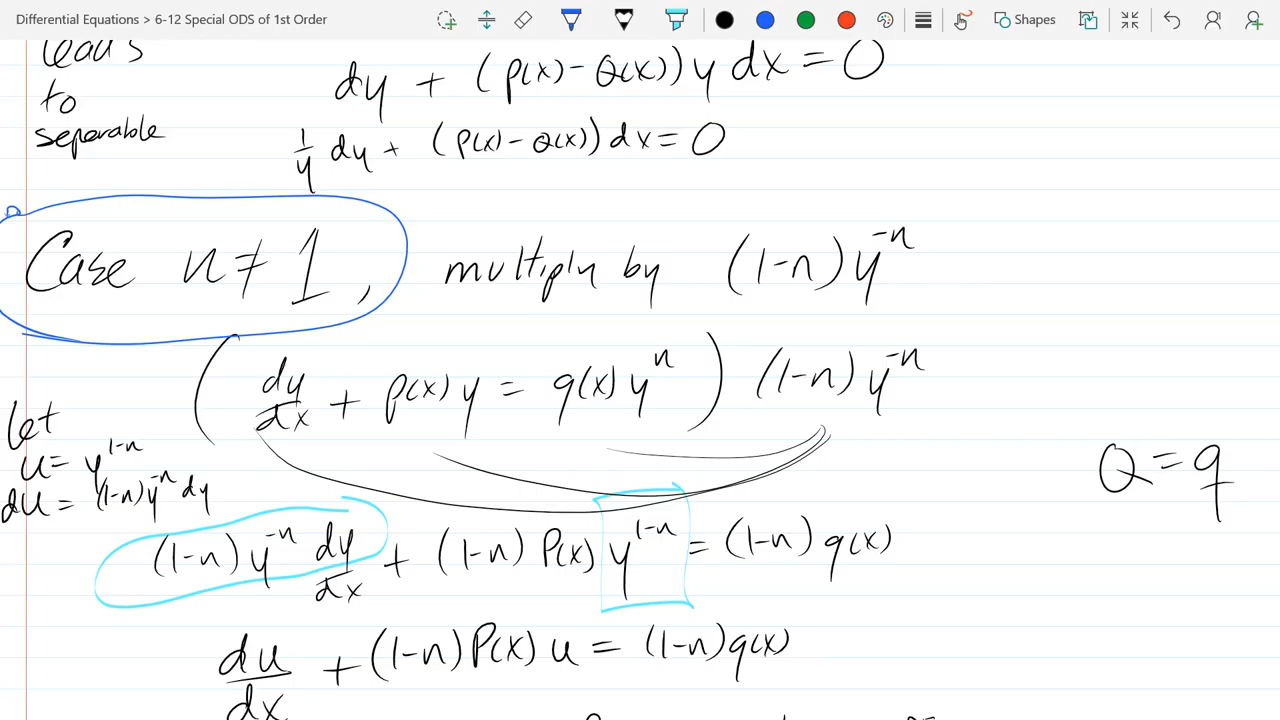 Differential Equations > 6-12 Special ODS of 1st Order
Shapes
leads
to
separable
dy + (P(x) - Q(x)) y dx = 0
1/y dy + (P(x) - Q(x)) dx = 0
Case n ≠ 1, multiply by (1-n) y^-n
(dy/dx + p(x) y = q(x) y^n) (1-n) y^-n
let
u = y^1-n
du = (1-n) y^-n dy
Q = q
(1-n) y^-n dy/dx + (1-n) P(x) y^1-n = (1-n) q(x)
du/dx + (1-n) P(x) u = (1-n) q(x)